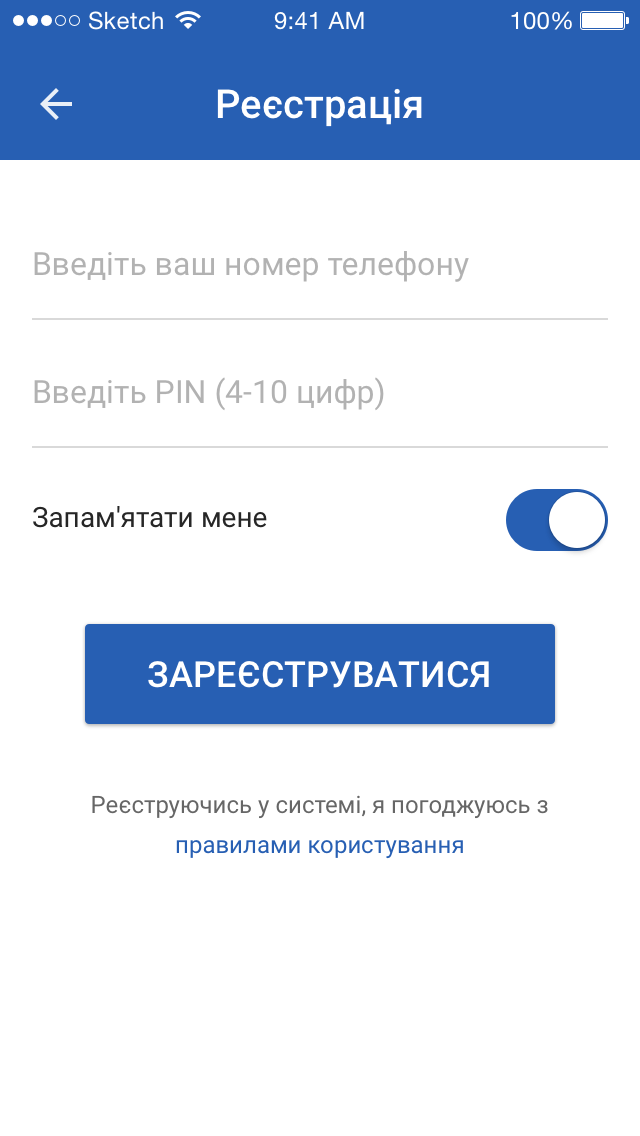 Sketch 9:41 AM 100%
Реєстрація
Введіть ваш номер телефону
Введіть PIN (4-10 цифр)
Запам'ятати мене
ЗАРЕЄСТРУВАТИСЯ
Реєструючись у системі, я погоджуюсь з
правилами користування